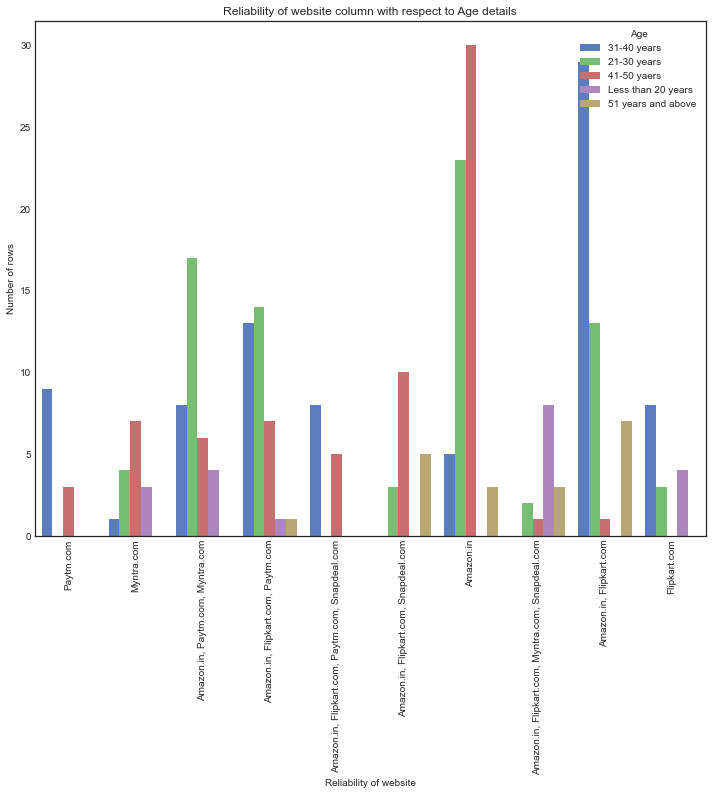 Reliability of website column with respect to Age details
Age
31-40 years
21-30 years
41-50 yaers
Less than 20 years
51 years and above
Number of rows
30
25
20
15
10
5
0
Paytm.com
Myntra.com
Amazon.in, Paytm.com, Myntra.com
Amazon.in, Flipkart.com, Paytm.com
Amazon.in, Flipkart.com, Paytm.com, Snapdeal.com
Amazon.in, Flipkart.com, Snapdeal.com
Amazon.in
Amazon.in, Flipkart.com, Myntra.com, Snapdeal.com
Amazon.in, Flipkart.com
Flipkart.com
Reliability of website